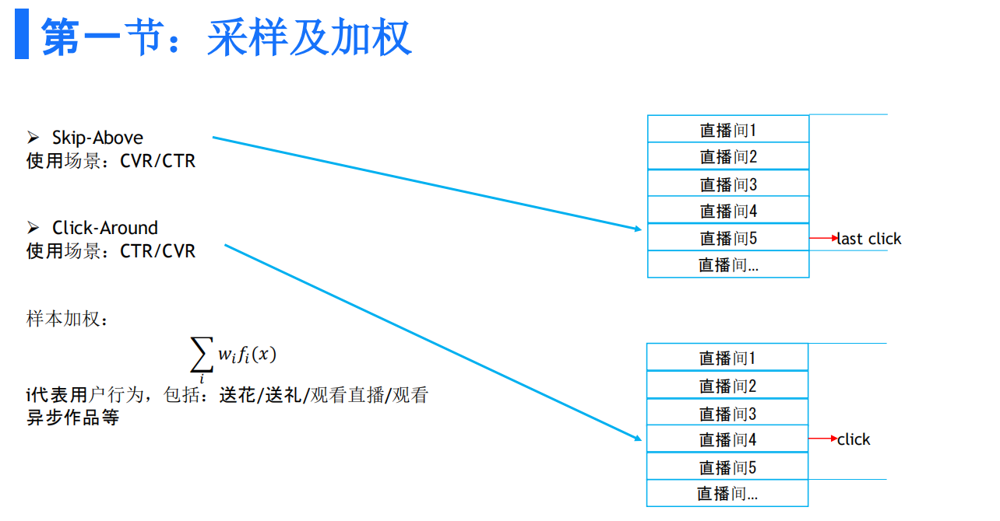 第一节：采样及加权
➢ Skip-Above
使用场景：CVR/CTR
➢ Click-Around
使用场景：CTR/CVR
样本加权：
∑ wᵢfᵢ(x)
i
i代表用户行为，包括：送花/送礼/观看直播/观看
异步作品等
直播间1
直播间2
直播间3
直播间4
直播间5
last click
直播间...
直播间1
直播间2
直播间3
直播间4
click
直播间5
直播间...